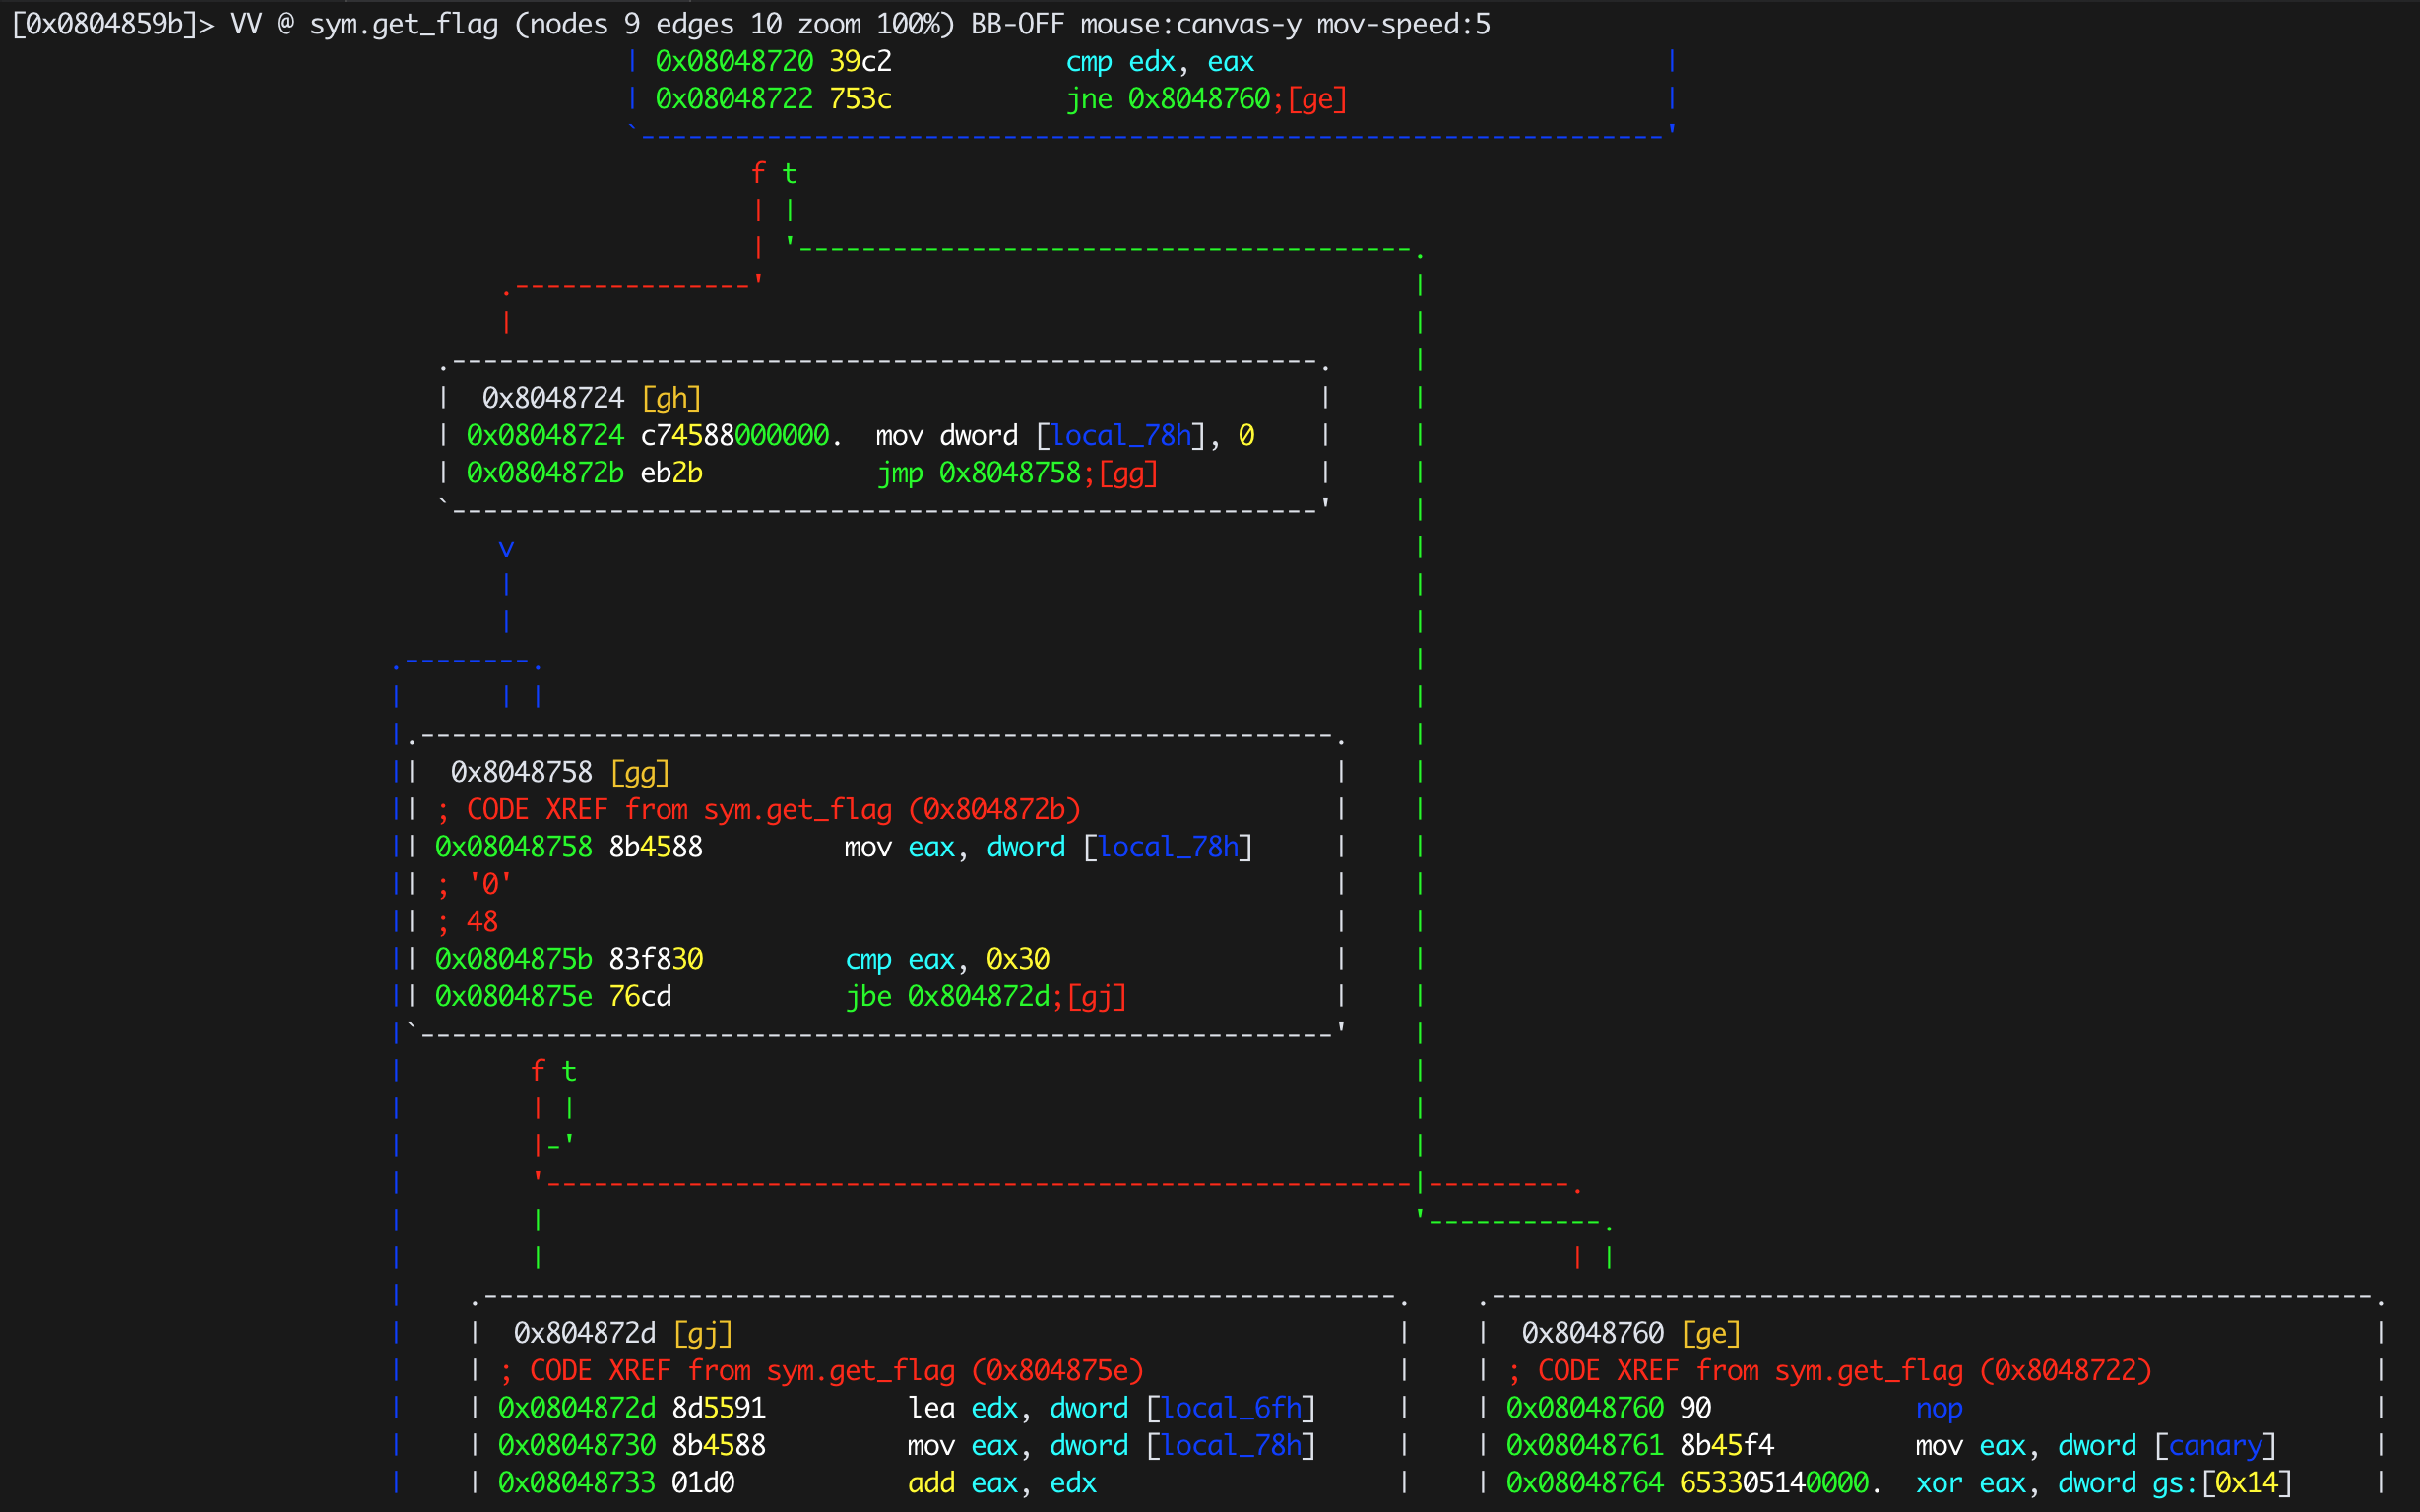 [0x0804859b]> VV @ sym.get_flag (nodes 9 edges 10 zoom 100%) BB-OFF mouse:canvas-y mov-speed:5
0x08048720 39c2 cmp edx, eax
0x08048722 753c jne 0x8048760;[ge]
f t
0x8048724 [gh]
0x08048724 c74588000000. mov dword [local_78h], 0
0x0804872b eb2b jmp 0x8048758;[gg]
v
0x8048758 [gg]
; CODE XREF from sym.get_flag (0x804872b)
0x08048758 8b4588 mov eax, dword [local_78h]
; '0'
; 48
0x0804875b 83f830 cmp eax, 0x30
0x0804875e 76cd jbe 0x804872d;[gj]
f t
0x804872d [gj]
; CODE XREF from sym.get_flag (0x804875e)
0x0804872d 8d5591 lea edx, dword [local_6fh]
0x08048730 8b4588 mov eax, dword [local_78h]
0x08048733 01d0 add eax, edx
0x8048760 [ge]
; CODE XREF from sym.get_flag (0x8048722)
0x08048760 90 nop
0x08048761 8b45f4 mov eax, dword [canary]
0x08048764 653305140000. xor eax, dword gs:[0x14]